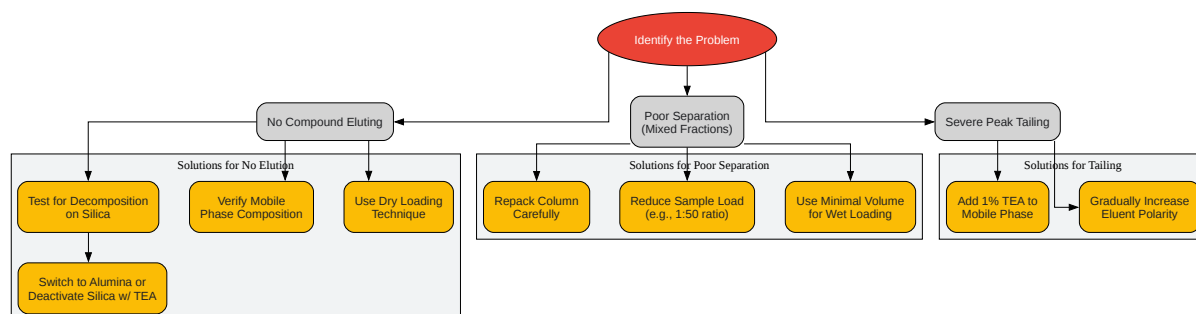 Identify the Problem
No Compound Eluting
Poor Separation
(Mixed Fractions)
Severe Peak Tailing
Solutions for No Elution
Test for Decomposition
on Silica
Verify Mobile
Phase Composition
Use Dry Loading
Technique
Switch to Alumina or
Deactivate Silica w/ TEA
Solutions for Poor Separation
Repack Column
Carefully
Reduce Sample Load
(e.g., 1:50 ratio)
Use Minimal Volume
for Wet Loading
Solutions for Tailing
Add 1% TEA to
Mobile Phase
Gradually Increase
Eluent Polarity